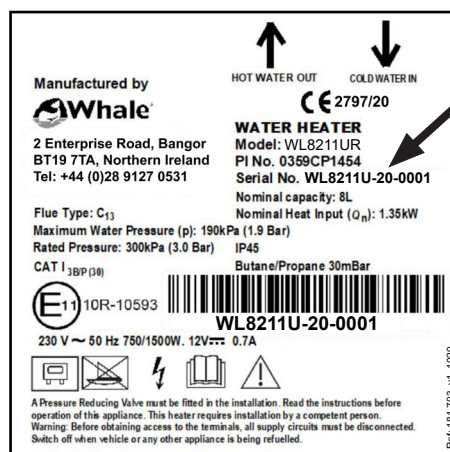 HOT WATER OUT
COLD WATER IN
Manufactured by
Whale
CE 2797/20
2 Enterprise Road, Bangor
BT19 7TA, Northern Ireland
Tel: +44 (0)28 9127 0531
WATER HEATER
Model: WL8211UR
PI No. 0359CP1454
Serial No. WL8211U-20-0001
Nominal capacity: 8L
Flue Type: C13
Nominal Heat Input (Qn): 1.35kW
Maximum Water Pressure (p): 190kPa (1.9 Bar)
Rated Pressure: 300kPa (3.0 Bar) IP45
CAT I 3B/P (30) Butane/Propane 30mBar
E11 10R-10593
WL8211U-20-0001
230 V ~ 50 Hz 750/1500W. 12V⎓ 0.7A
A Pressure Reducing Valve must be fitted in the installation. Read the instructions before
operation of this appliance. This heater requires installation by a competent person.
Warning: Before obtaining access to the terminals, all supply circuits must be disconnected.
Switch off when vehicle or any other appliance is being refuelled.